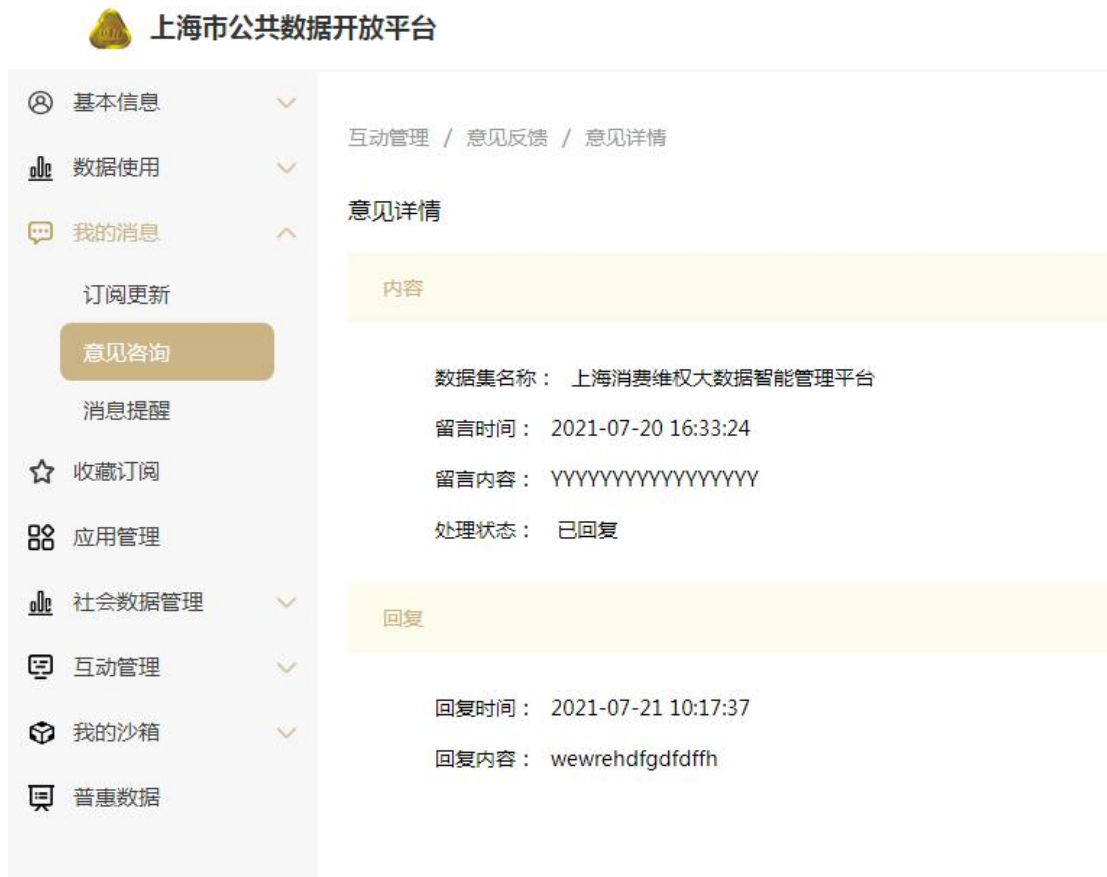 上海市公共数据开放平台
基本信息
数据使用
我的消息
订阅更新
意见咨询
消息提醒
收藏订阅
应用管理
社会数据管理
互动管理
我的沙箱
普惠数据
互动管理 / 意见反馈 / 意见详情
意见详情
内容
数据集名称： 上海消费维权大数据智能管理平台
留言时间： 2021-07-20 16:33:24
留言内容： YYYYYYYYYYYYYYYYY
处理状态： 已回复
回复
回复时间： 2021-07-21 10:17:37
回复内容： wewrehdfgdfdffh